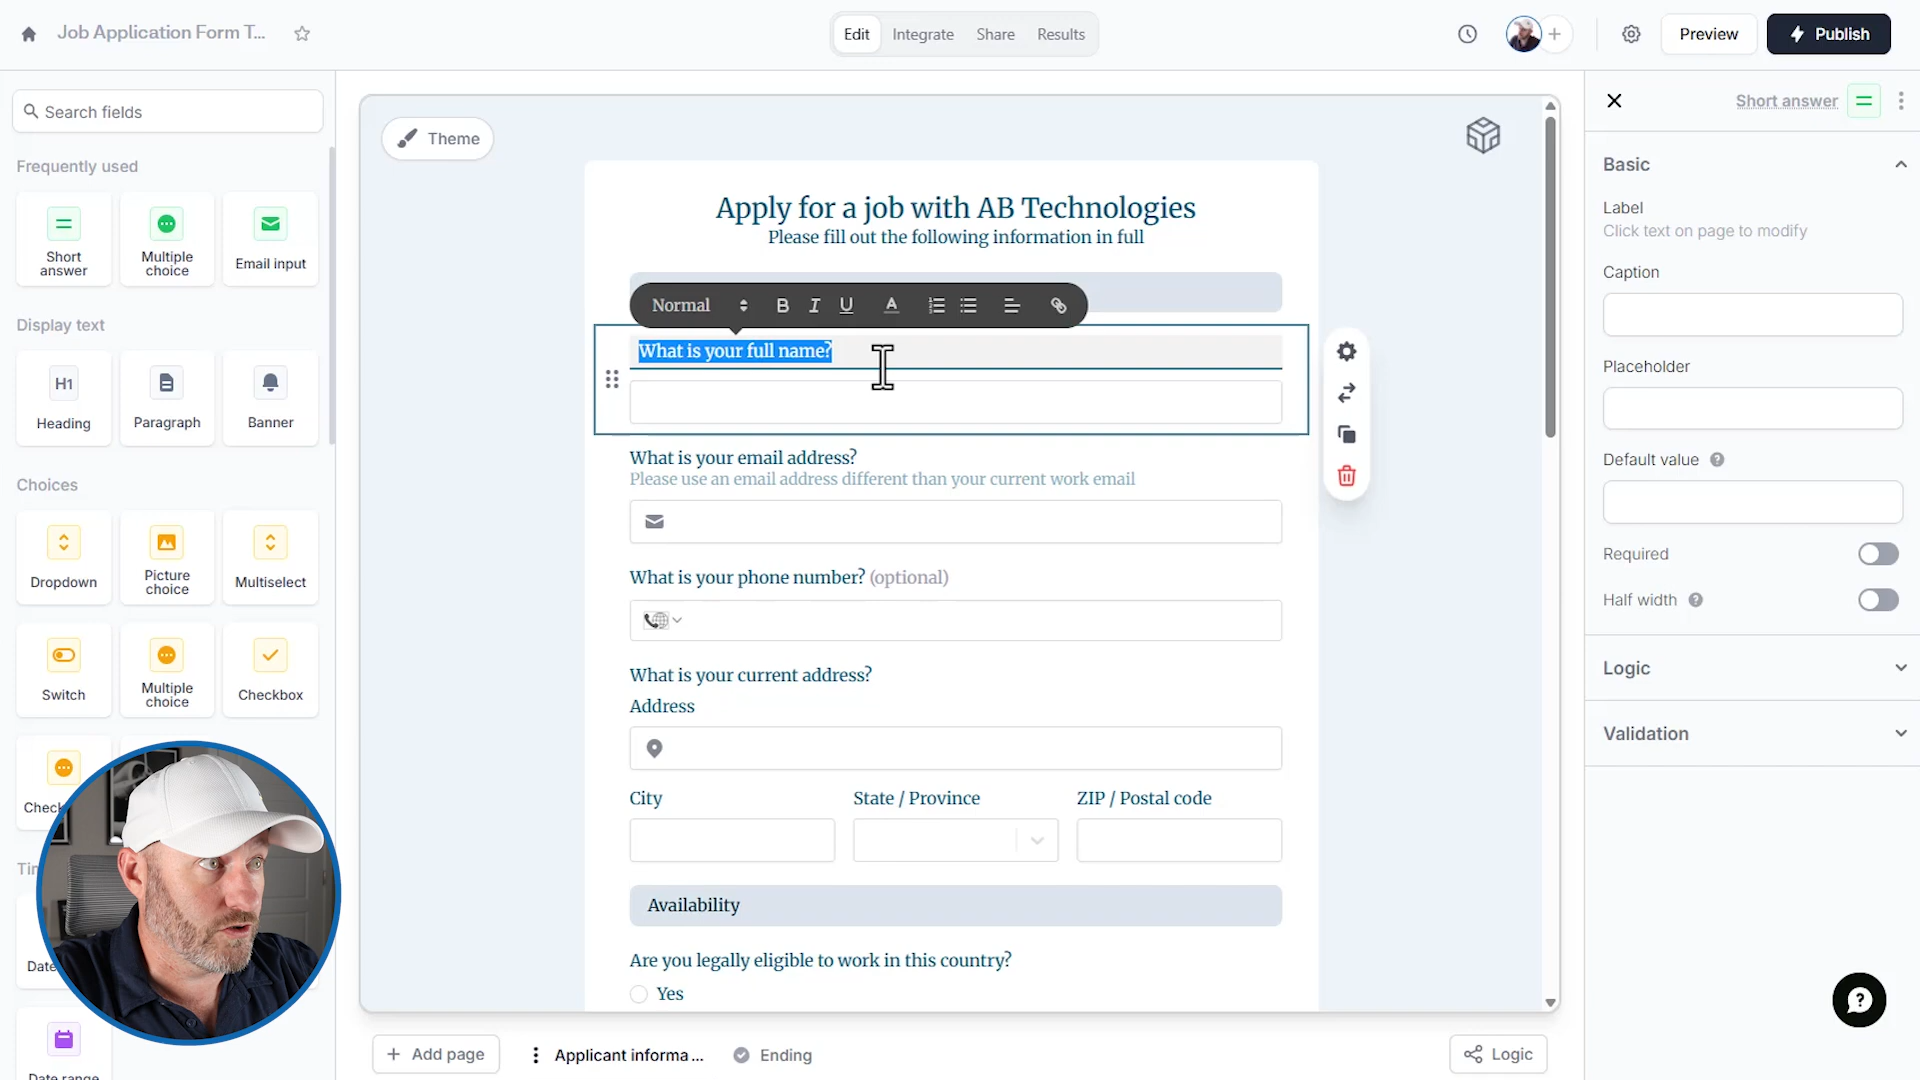 Job Application Form T...
Edit
Integrate
Share
Results
Preview
Publish
Search fields
Frequently used
Short answer
Multiple choice
Email input
Display text
H1
Heading
Paragraph
Banner
Choices
Dropdown
Picture choice
Multiselect
Switch
Multiple choice
Checkbox
Check
Tim
Date
Date range
Theme
Apply for a job with AB Technologies
Please fill out the following information in full
Normal
B I U A
What is your full name?
What is your email address?
Please use an email address different than your current work email
What is your phone number? (optional)
What is your current address?
Address
City
State / Province
ZIP / Postal code
Availability
Are you legally eligible to work in this country?
Yes
Add page
Applicant informa ...
Ending
Logic
Short answer
Basic
Label
Click text on page to modify
Caption
Placeholder
Default value
Required
Half width
Logic
Validation